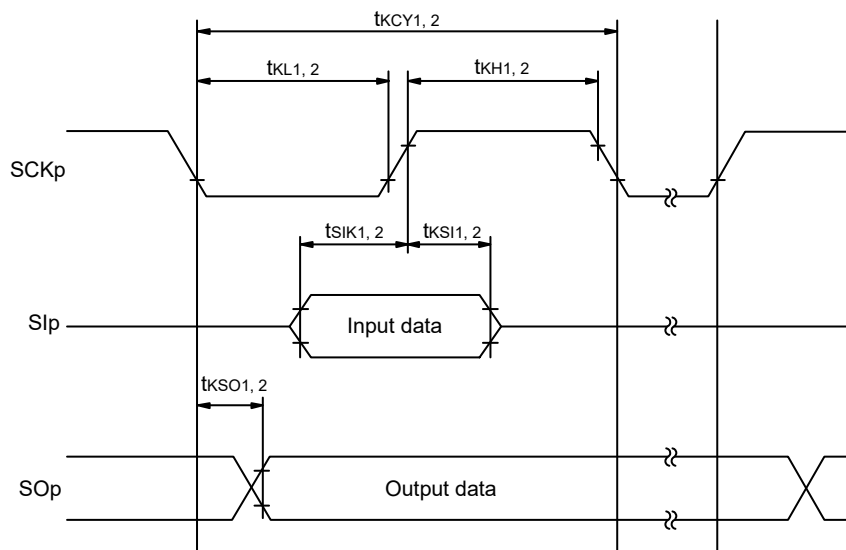 tKCY1, 2
tKL1, 2
tKH1, 2
SCKp
tSIK1, 2
tKSI1, 2
SIp
Input data
tKSO1, 2
SOp
Output data